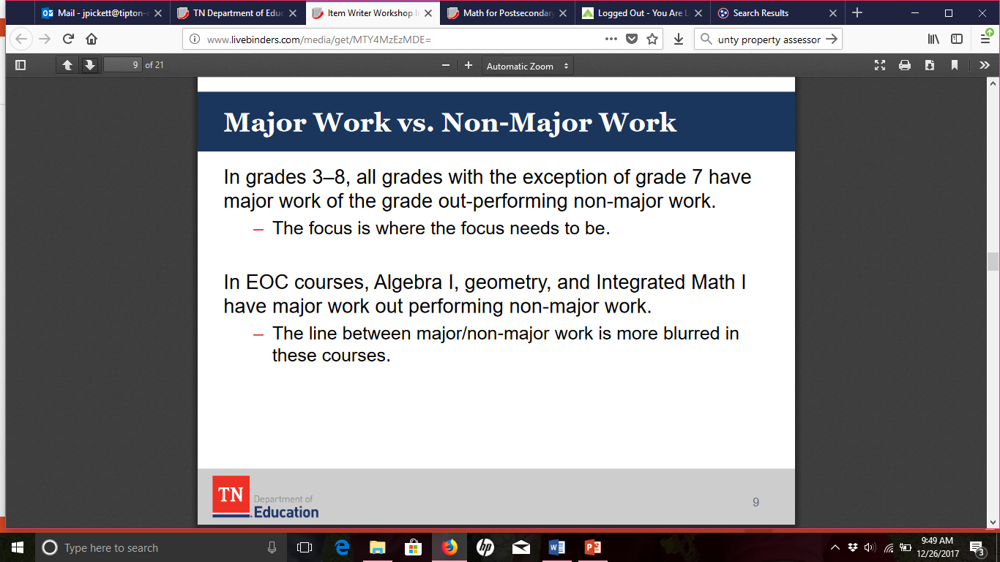 Mail - jpickett@tipton-
TN Department of Educ
Item Writer Workshop I
Math for Postsecondary
Logged Out - You Are L
Search Results
www.livebinders.com/media/get/MTY4MzEzMDE=
unty property assessor
9 of 21
Automatic Zoom
Major Work vs. Non-Major Work
In grades 3–8, all grades with the exception of grade 7 have
major work of the grade out-performing non-major work.
– The focus is where the focus needs to be.
In EOC courses, Algebra I, geometry, and Integrated Math I
have major work out performing non-major work.
– The line between major/non-major work is more blurred in
these courses.
TN
Department of
Education
9
Type here to search
9:49 AM
12/26/2017
3